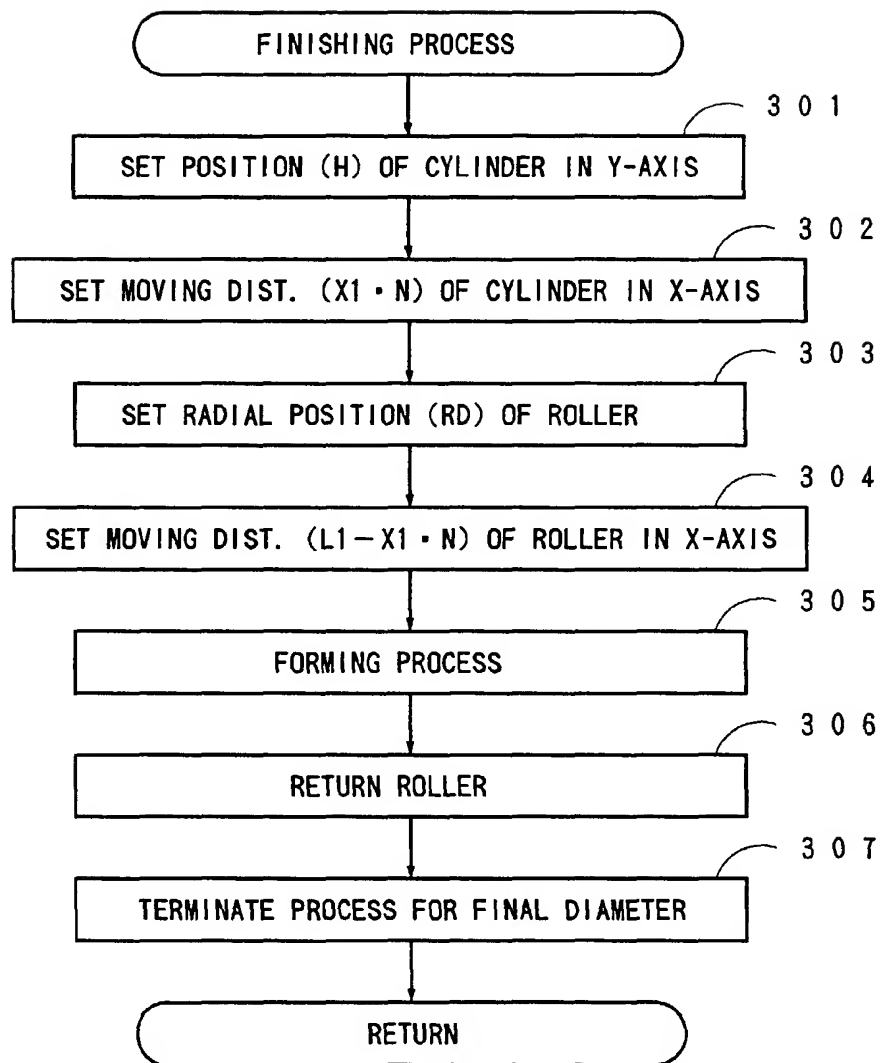 FINISHING PROCESS
301
SET POSITION (H) OF CYLINDER IN Y-AXIS
302
SET MOVING DIST. (X1・N) OF CYLINDER IN X-AXIS
303
SET RADIAL POSITION (RD) OF ROLLER
304
SET MOVING DIST. (L1-X1・N) OF ROLLER IN X-AXIS
305
FORMING PROCESS
306
RETURN ROLLER
307
TERMINATE PROCESS FOR FINAL DIAMETER
RETURN